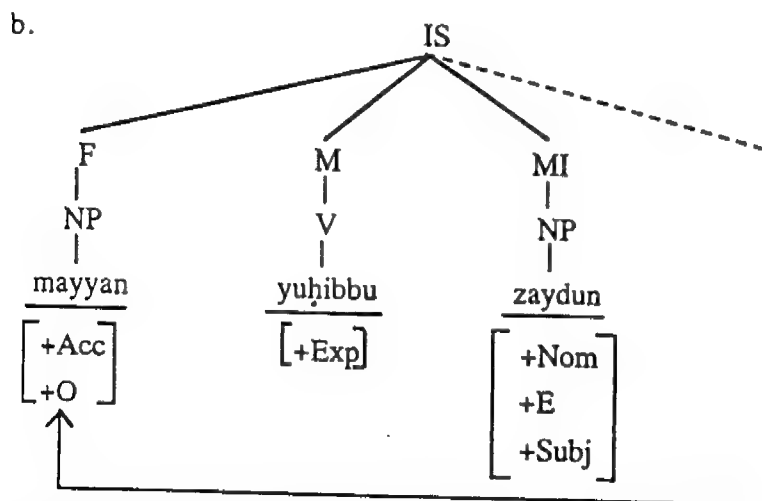 b.
IS
F M MI
NP V NP
mayyan yuḥibbu zaydun
[+Acc] [+Exp] [+Nom]
[+O] [+E]
[+Subj]